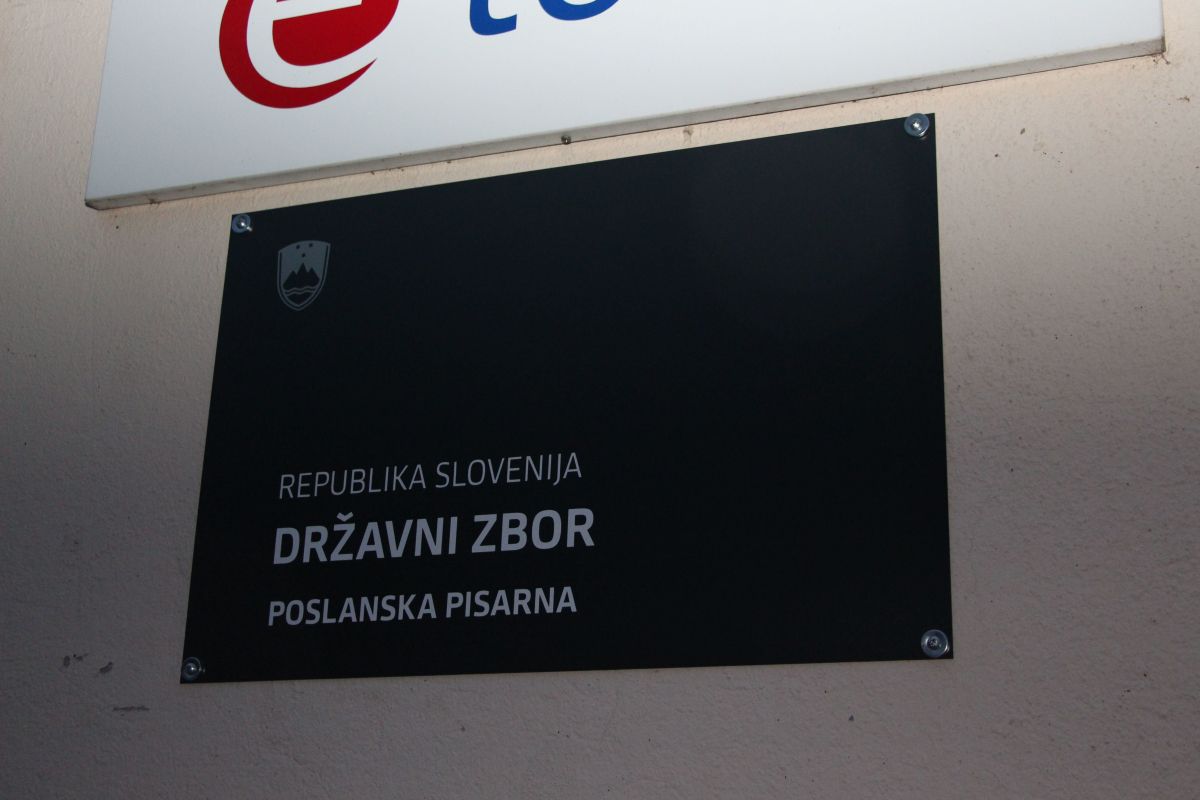 REPUBLIKA SLOVENIJA
DRŽAVNI ZBOR
POSLANSKA PISARNA